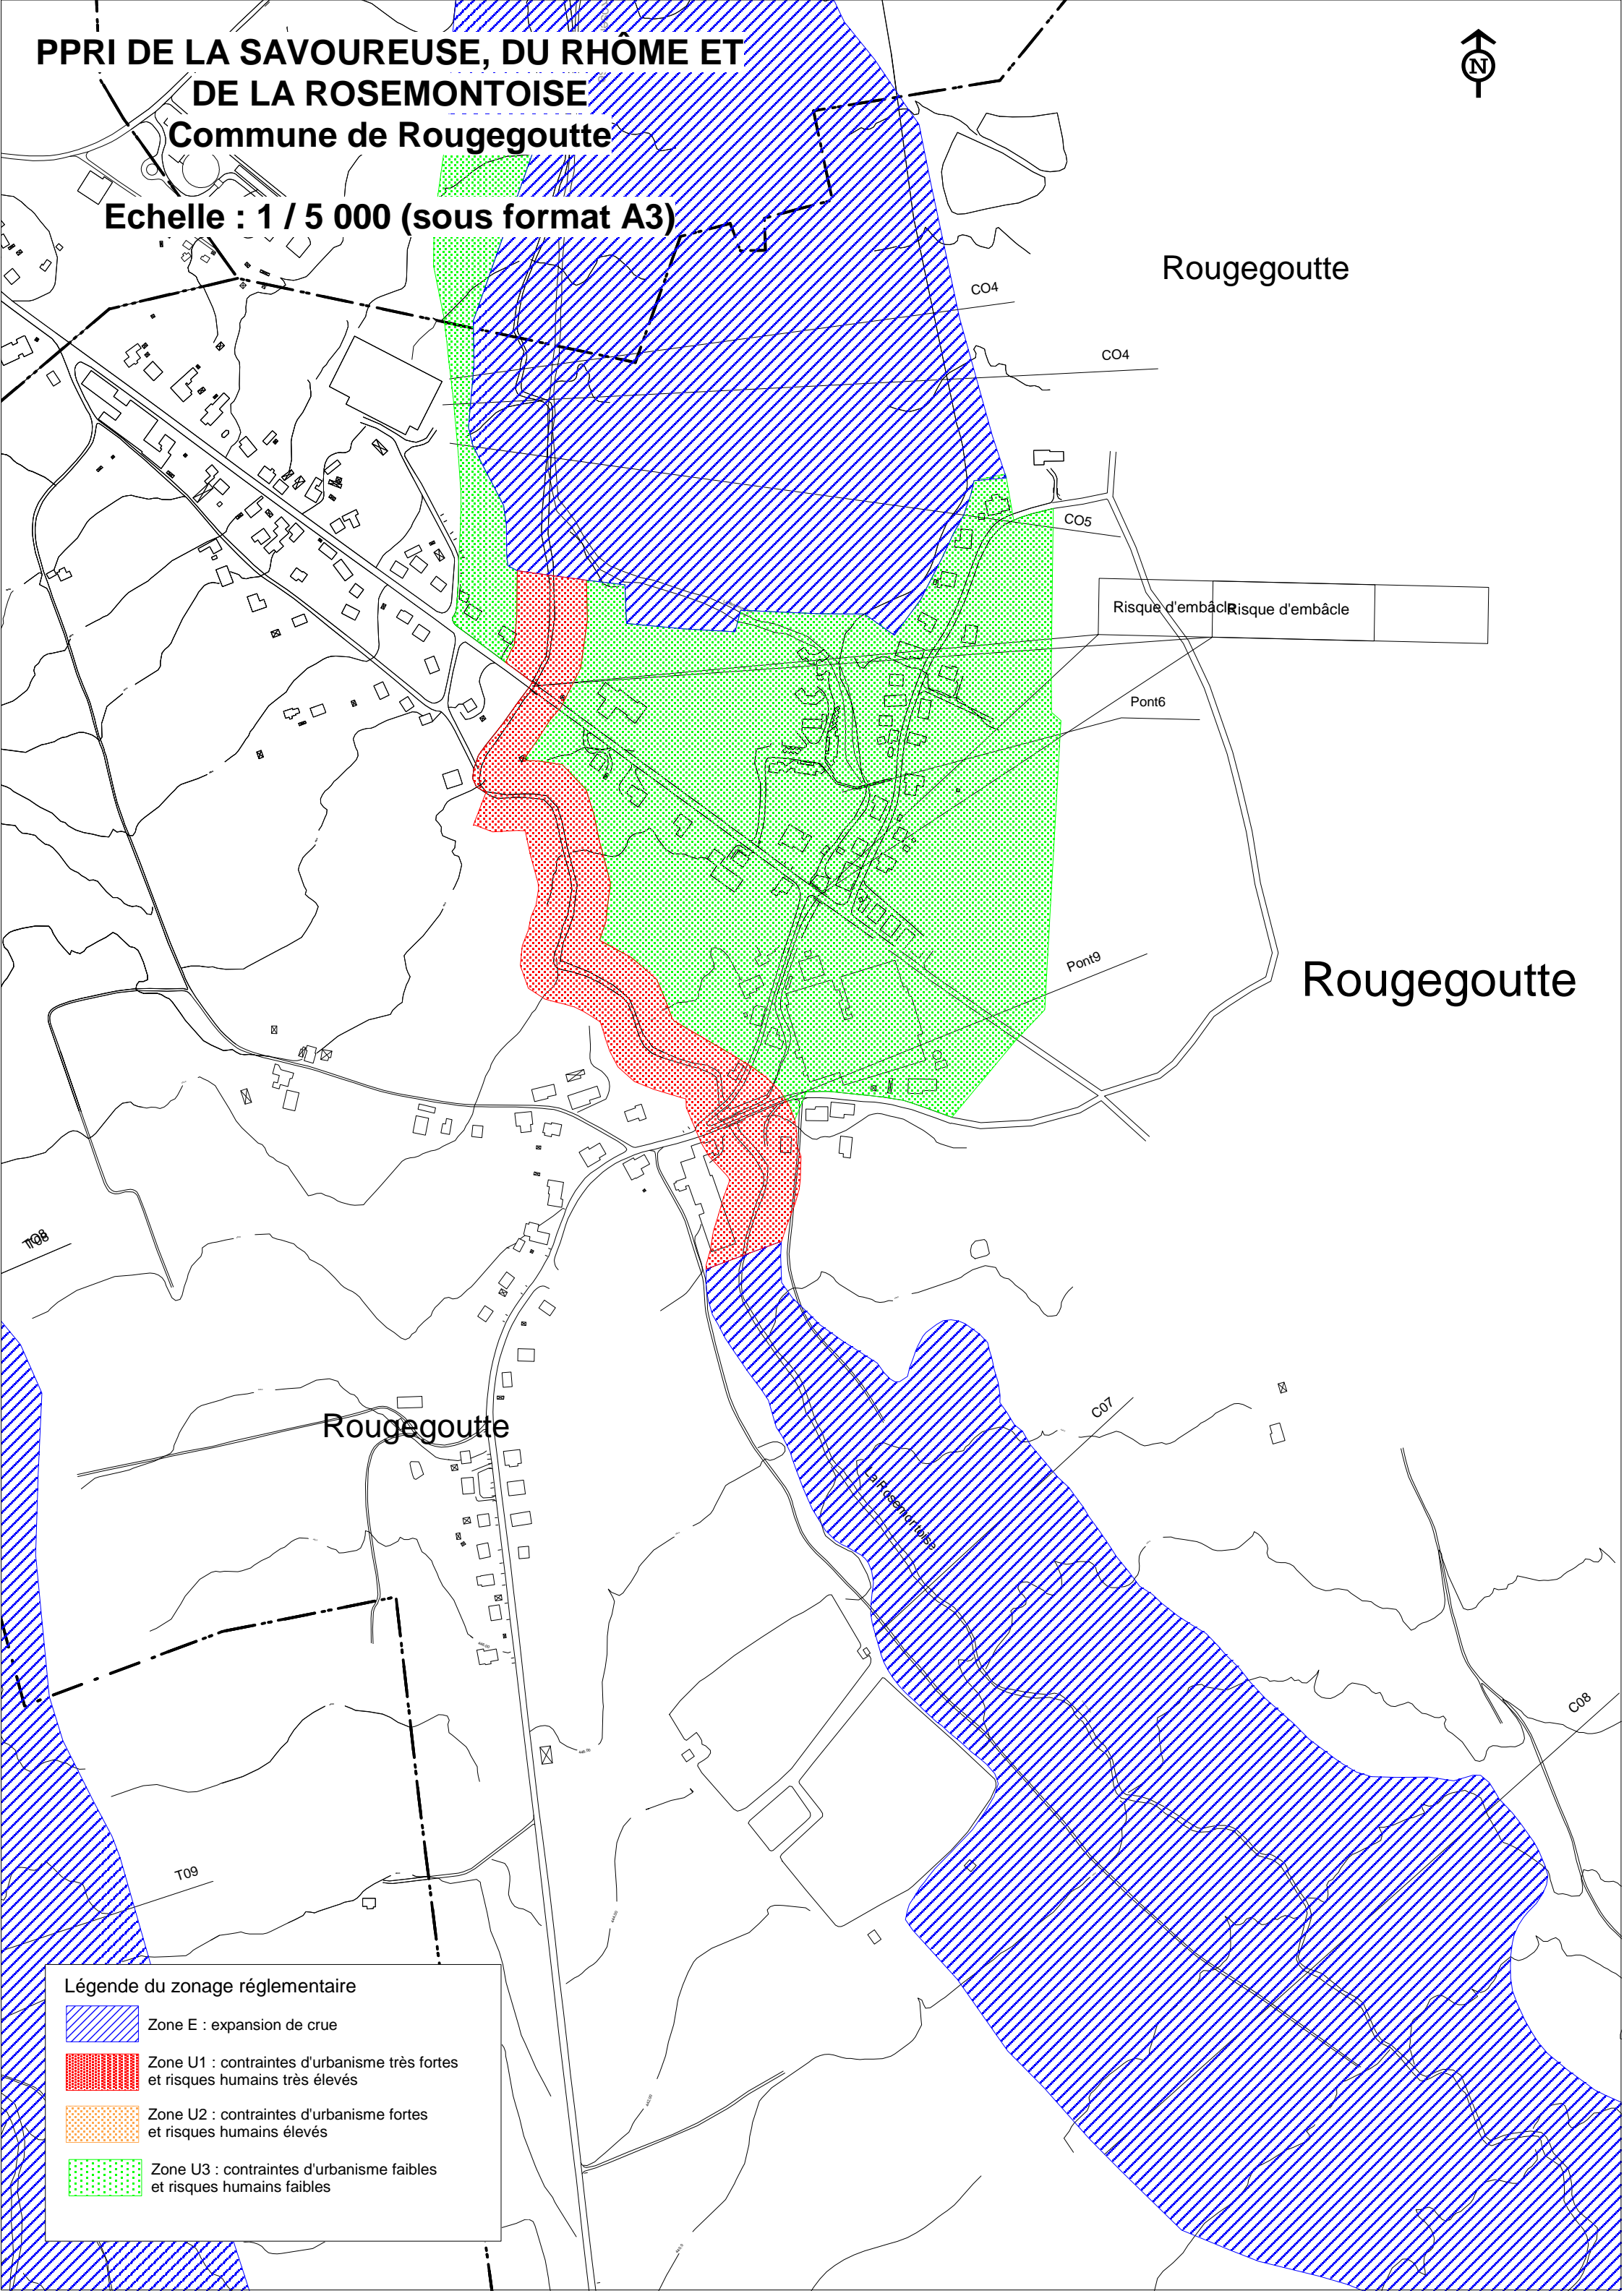 PPRI DE LA SAVOUREUSE, DU RHÔME ET
DE LA ROSEMONTOISE
Commune de Rougegoutte
Echelle : 1 / 5 000 (sous format A3)
N
Rougegoutte
CO4
CO4
CO5
Risque d'embâcle
Risque d'embâcle
Pont6
Pont9
Rougegoutte
T08
C07
Rougegoutte
La Rosemontoise
C08
T09
Légende du zonage réglementaire
Zone E : expansion de crue
Zone U1 : contraintes d'urbanisme très fortes
et risques humains très élevés
Zone U2 : contraintes d'urbanisme fortes
et risques humains élevés
Zone U3 : contraintes d'urbanisme faibles
et risques humains faibles